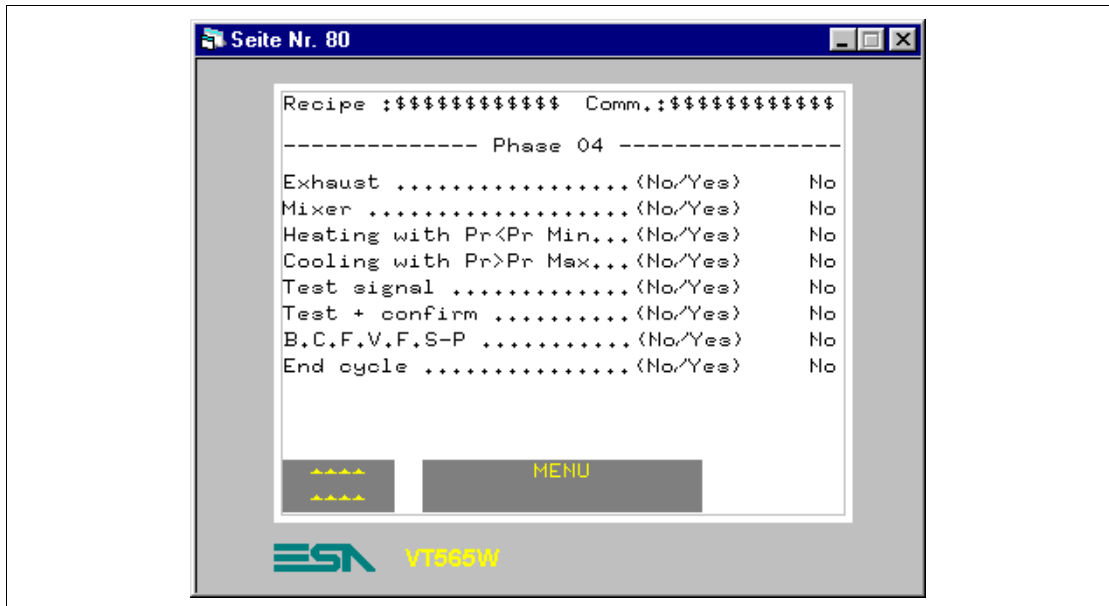 Seite Nr. 80
Recipe :$$$$$$$$$$$$ Comm.:$$$$$$$$$$$$
-------------- Phase 04 ----------------
Exhaust .................(No/Yes) No
Mixer ...................(No/Yes) No
Heating with Pr<Pr Min...(No/Yes) No
Cooling with Pr>Pr Max...(No/Yes) No
Test signal .............(No/Yes) No
Test + confirm ..........(No/Yes) No
B.C.F.V.F.S-P ...........(No/Yes) No
End cycle ...............(No/Yes) No
MENU
ESA VT565W